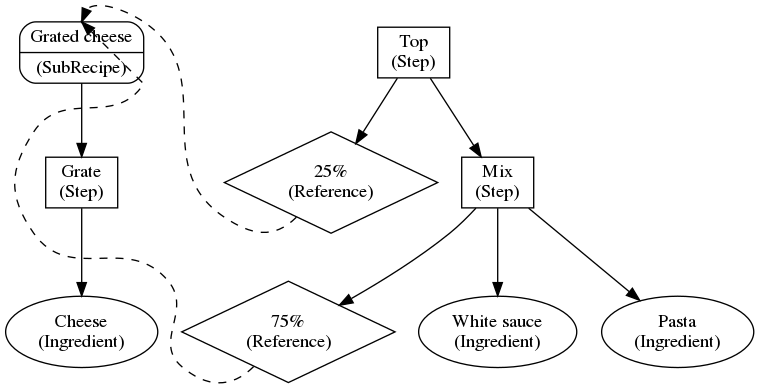 Grated cheese
(SubRecipe)
Top
(Step)
25%
(Reference)
Grate
(Step)
Mix
(Step)
Cheese
(Ingredient)
75%
(Reference)
White sauce
(Ingredient)
Pasta
(Ingredient)